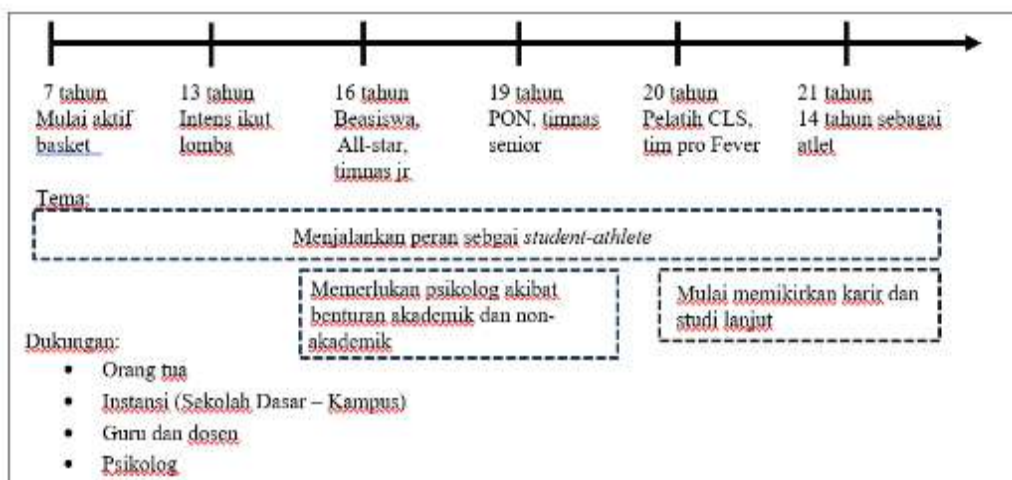 7 tahun
Mulai aktif
basket
13 tahun
Intens ikut
lomba
16 tahun
Beasiswa,
All-star,
timnas jr
19 tahun
PON, timnas
senior
20 tahun
Pelatih CLS,
tim pro Fever
21 tahun
14 tahun sebagai
atlet
Tema:
Menjalankan peran sebgai student-athlete
Memerlukan psikolog akibat
benturan akademik dan non-
akademik
Mulai memikirkan karir dan
studi lanjut
Dukungan:
• Orang tua
• Instansi (Sekolah Dasar – Kampus)
• Guru dan dosen
• Psikolog